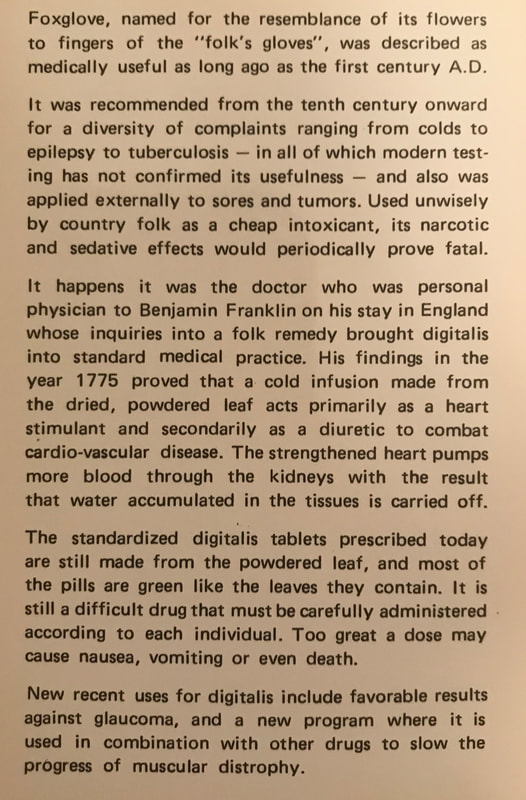 Foxglove, named for the resemblance of its flowers
to fingers of the "folk's gloves", was described as
medically useful as long ago as the first century A.D.
It was recommended from the tenth century onward
for a diversity of complaints ranging from colds to
epilepsy to tuberculosis — in all of which modern test-
ing has not confirmed its usefulness — and also was
applied externally to sores and tumors. Used unwisely
by country folk as a cheap intoxicant, its narcotic
and sedative effects would periodically prove fatal.
It happens it was the doctor who was personal
physician to Benjamin Franklin on his stay in England
whose inquiries into a folk remedy brought digitalis
into standard medical practice. His findings in the
year 1775 proved that a cold infusion made from
the dried, powdered leaf acts primarily as a heart
stimulant and secondarily as a diuretic to combat
cardio-vascular disease. The strengthened heart pumps
more blood through the kidneys with the result
that water accumulated in the tissues is carried off.
The standardized digitalis tablets prescribed today
are still made from the powdered leaf, and most of
the pills are green like the leaves they contain. It is
still a difficult drug that must be carefully administered
according to each individual. Too great a dose may
cause nausea, vomiting or even death.
New recent uses for digitalis include favorable results
against glaucoma, and a new program where it is
used in combination with other drugs to slow the
progress of muscular distrophy.